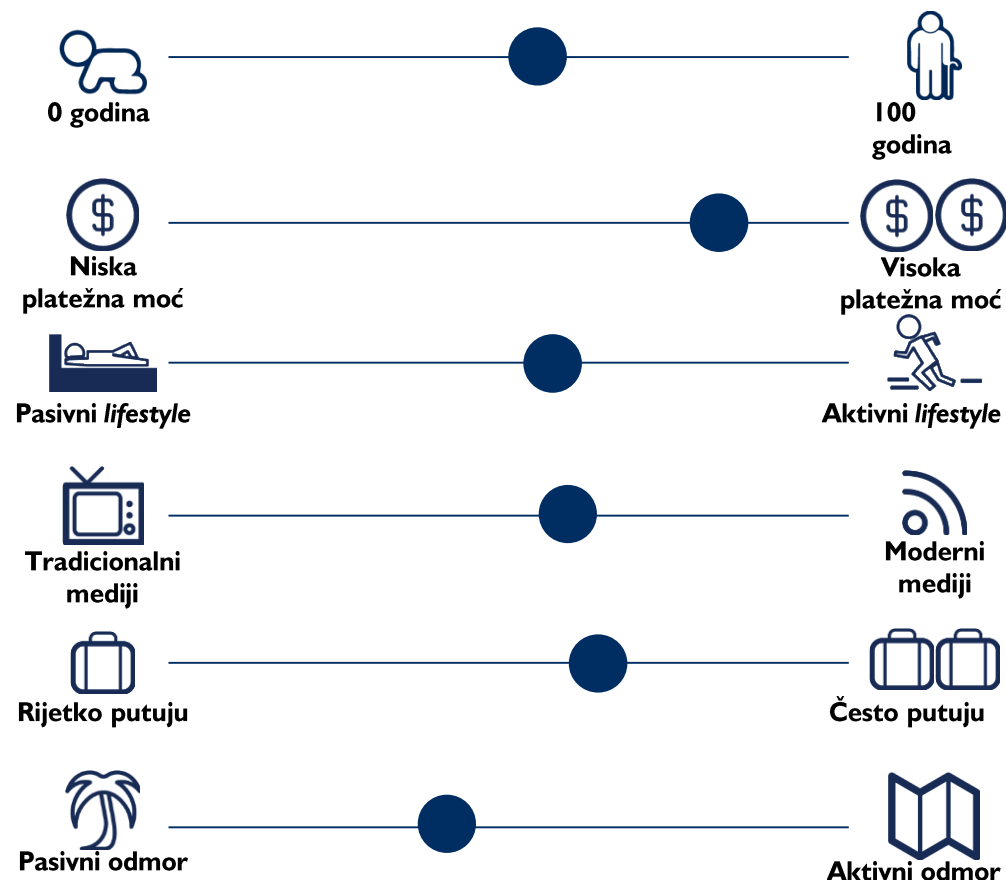 0 godina
100
godina
$
$
$
Niska
platežna moć
Visoka
platežna moć
Pasivni lifestyle
Aktivni lifestyle
Tradicionalni
mediji
Moderni
mediji
Rijetko putuju
Često putuju
Pasivni odmor
Aktivni odmor